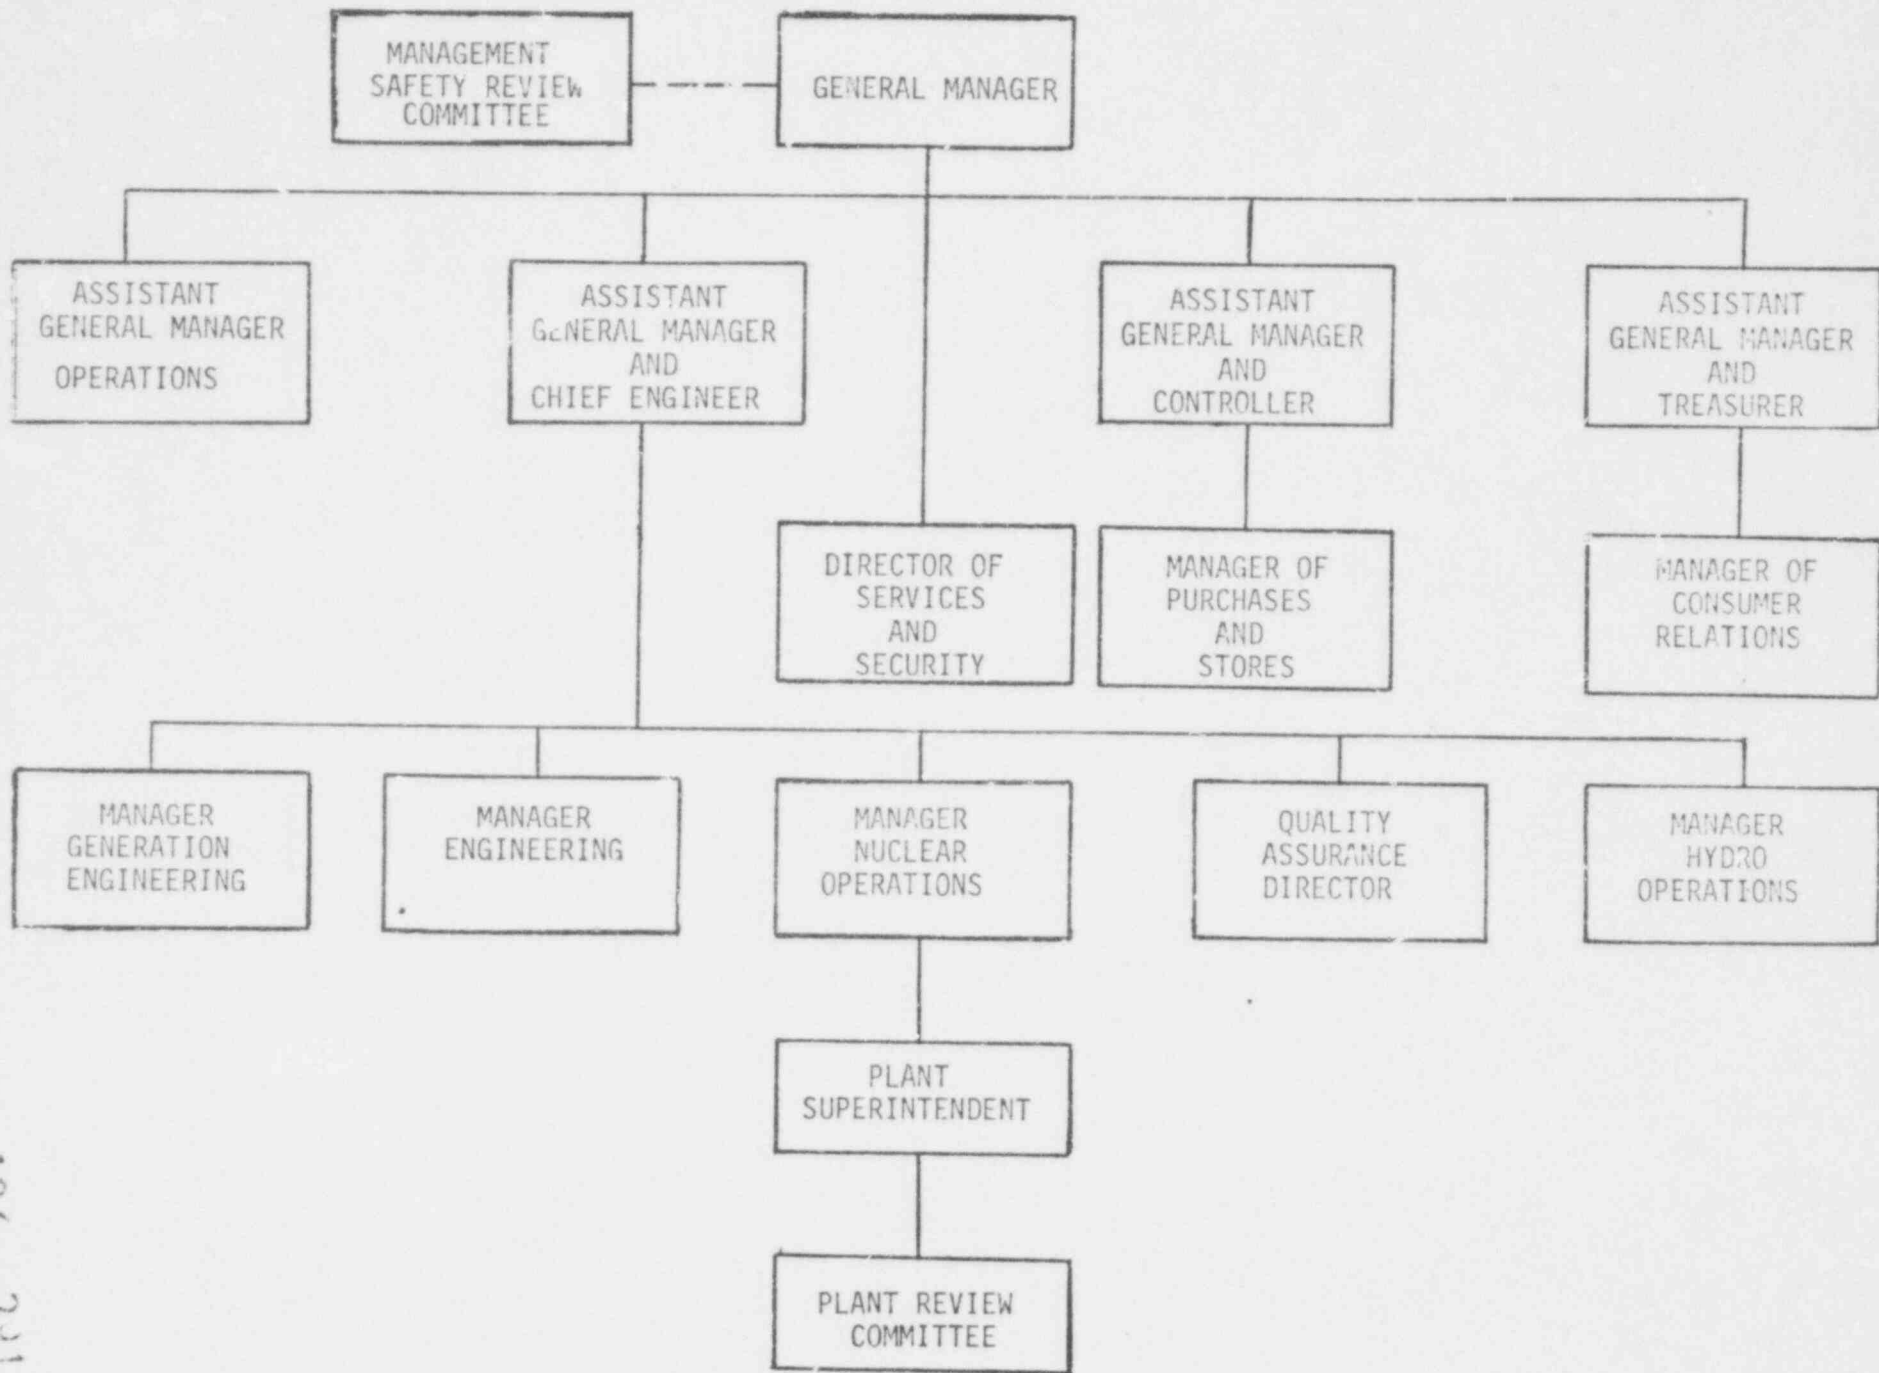 MANAGEMENT
SAFETY REVIEW
COMMITTEE
GENERAL MANAGER
ASSISTANT
GENERAL MANAGER
OPERATIONS
ASSISTANT
GENERAL MANAGER
AND
CHIEF ENGINEER
ASSISTANT
GENERAL MANAGER
AND
CONTROLLER
ASSISTANT
GENERAL MANAGER
AND
TREASURER
DIRECTOR OF
SERVICES
AND
SECURITY
MANAGER OF
PURCHASES
AND
STORES
MANAGER OF
CONSUMER
RELATIONS
MANAGER
GENERATION
ENGINEERING
MANAGER
ENGINEERING
MANAGER
NUCLEAR
OPERATIONS
QUALITY
ASSURANCE
DIRECTOR
MANAGER
HYDRO
OPERATIONS
PLANT
SUPERINTENDENT
PLANT REVIEW
COMMITTEE